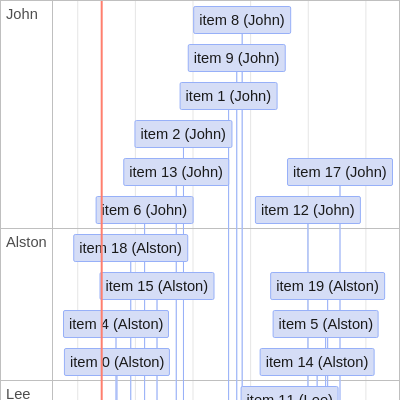 John
item 8 (John)
item 9 (John)
item 1 (John)
item 2 (John)
item 13 (John)
item 17 (John)
item 6 (John)
item 12 (John)
Alston
item 18 (Alston)
item 15 (Alston)
item 19 (Alston)
item 4 (Alston)
item 5 (Alston)
item 0 (Alston)
item 14 (Alston)
Lee
item 11 (Lee)